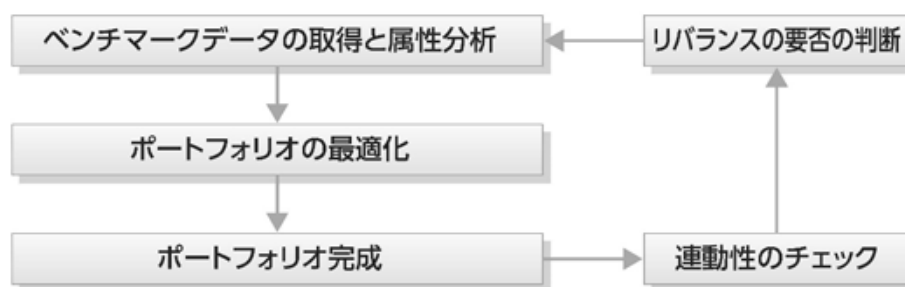 ベンチマークデータの取得と属性分析
リバランスの要否の判断
ポートフォリオの最適化
ポートフォリオ完成
連動性のチェック